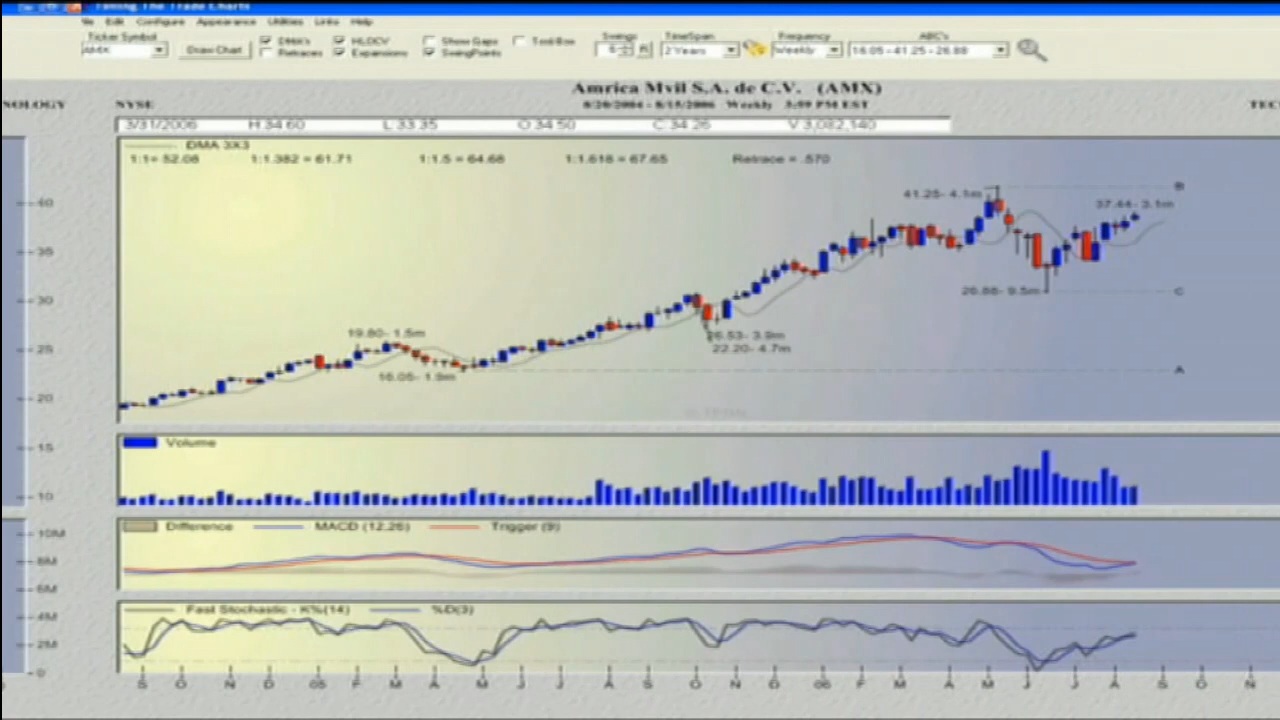 Timing The Trade Charts
Edit Configure Appearance Utilities Links Help
Ticker Symbol
AMX
Draw Chart
DMA's HLOCV Show Gaps Tool Box
Retraces Expansions SwingPoints
Swings TimeSpan Frequency ABC's
6 2 Years Weekly 16.05 - 41.25 - 26.88
Amrica Mvil S.A. de C.V. (AMX)
NOLOGY NYSE 8/20/2004 - 8/15/2006 Weekly 3:59 PM EST TEC
3/31/2006 H 34.60 L 33.35 O 34.50 C 34.26 V 3,082,140
DMA 3X3
1:1= 52.08 1:1.382 = 61.71 1:1.5 = 64.68 1:1.618 = 67.65 Retrace = .570
41.25- 4.1m B
37.44- 3.1m
40
35
26.88- 9.5m C
30
19.80- 1.5m 26.53- 3.9m
22.20- 4.7m
25
16.05- 1.9m A
20
Volume
15
10
Difference MACD (12,26) Trigger (9)
10M
8M
6M
Fast Stochastic - K%(14) %D(3)
4M
2M
0
S O N D 05 F M A M J J A S O N D 06 F M A M J J A S O N